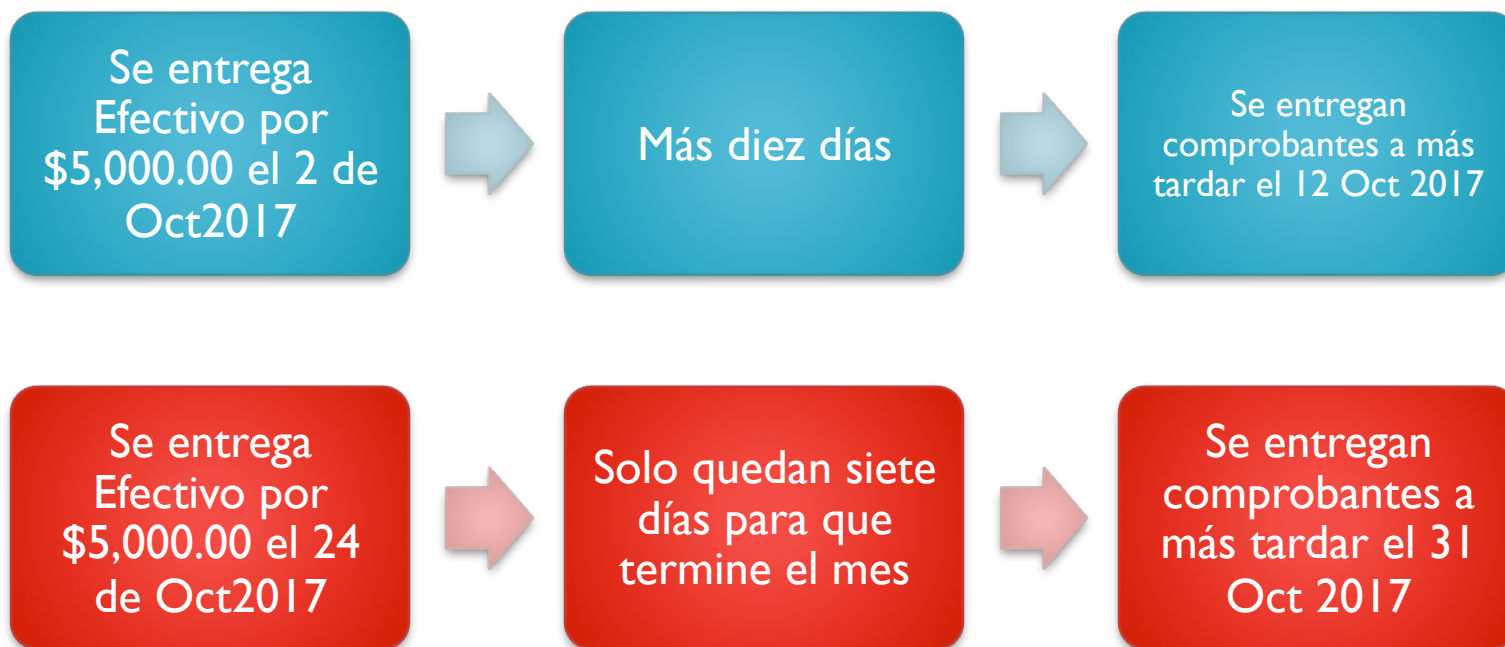 Se entrega
Efectivo por
$5,000.00 el 2 de
Oct2017
Más diez días
Se entregan
comprobantes a más
tardar el 12 Oct 2017
Se entrega
Efectivo por
$5,000.00 el 24
de Oct2017
Solo quedan siete
días para que
termine el mes
Se entregan
comprobantes a
más tardar el 31
Oct 2017